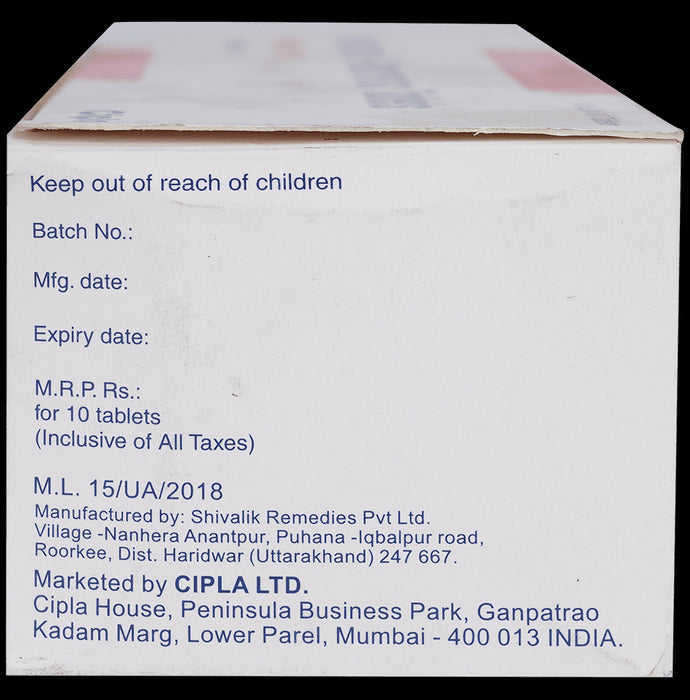 Keep out of reach of children
Batch No.:
Mfg. date:
Expiry date:
M.R.P. Rs.:
for 10 tablets
(Inclusive of All Taxes)
M.L. 15/UA/2018
Manufactured by: Shivalik Remedies Pvt Ltd.
Village -Nanhera Anantpur, Puhana -Iqbalpur road,
Roorkee, Dist. Haridwar (Uttarakhand) 247 667.
Marketed by CIPLA LTD.
Cipla House, Peninsula Business Park, Ganpatrao
Kadam Marg, Lower Parel, Mumbai - 400 013 INDIA.